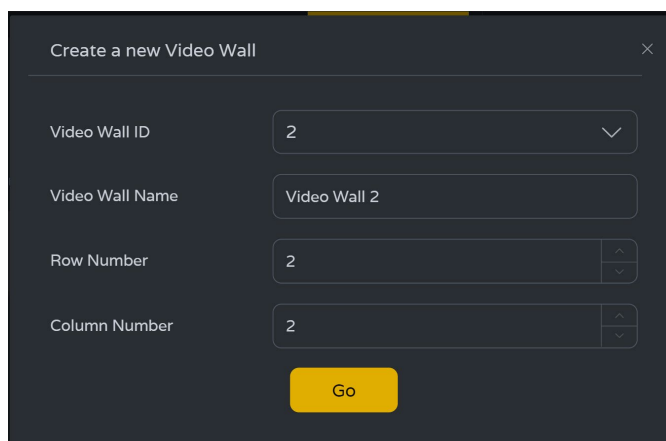 Create a new Video Wall
Video Wall ID 2
Video Wall Name Video Wall 2
Row Number 2
Column Number 2
Go